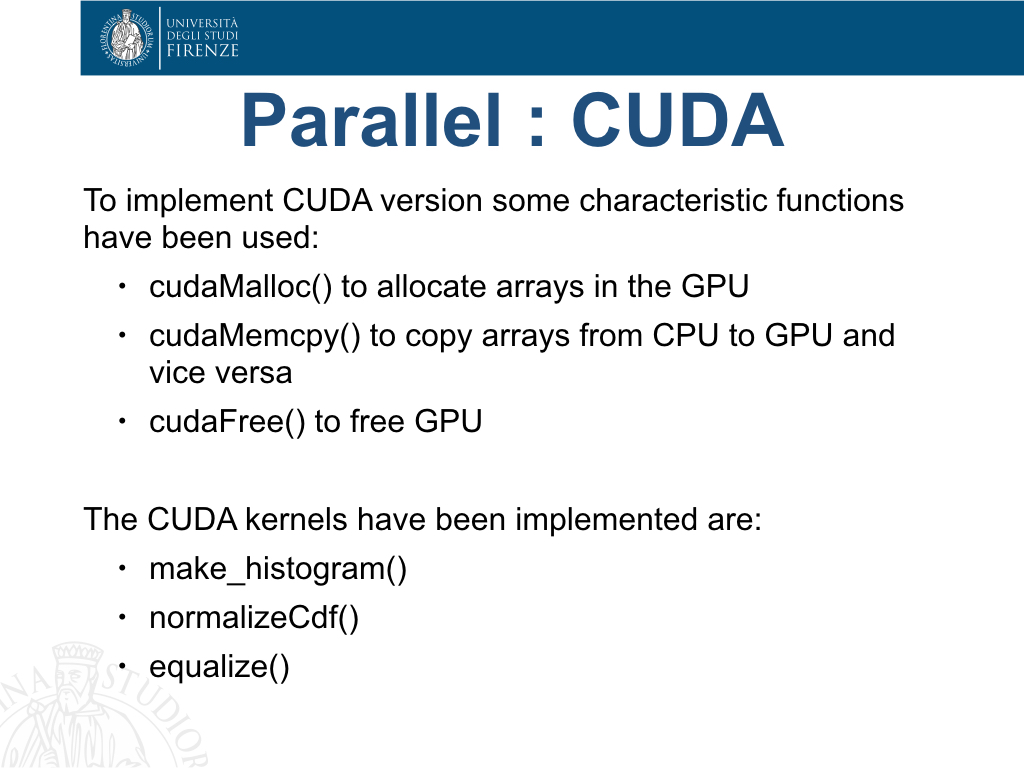 UNIVERSITÀ
DEGLI STUDI
FIRENZE
Parallel : CUDA
To implement CUDA version some characteristic functions
have been used:
• cudaMalloc() to allocate arrays in the GPU
• cudaMemcpy() to copy arrays from CPU to GPU and
vice versa
• cudaFree() to free GPU
The CUDA kernels have been implemented are:
• make_histogram()
• normalizeCdf()
• equalize()